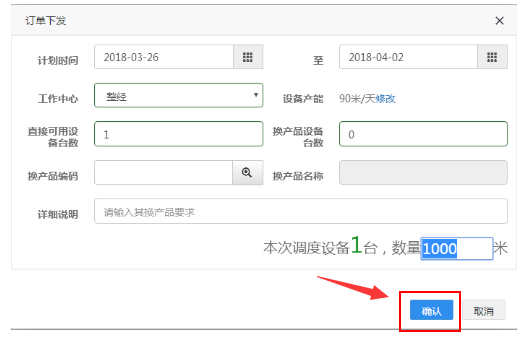 订单下发
计划时间 2018-03-26 至 2018-04-02
工作中心 整经 设备产能 90米/天修改
直接可用设备台数 1 换产品设备台数 0
换产品编码 换产品名称
详细说明 请输入其换产品要求
本次调度设备1台，数量1000米
确认 取消